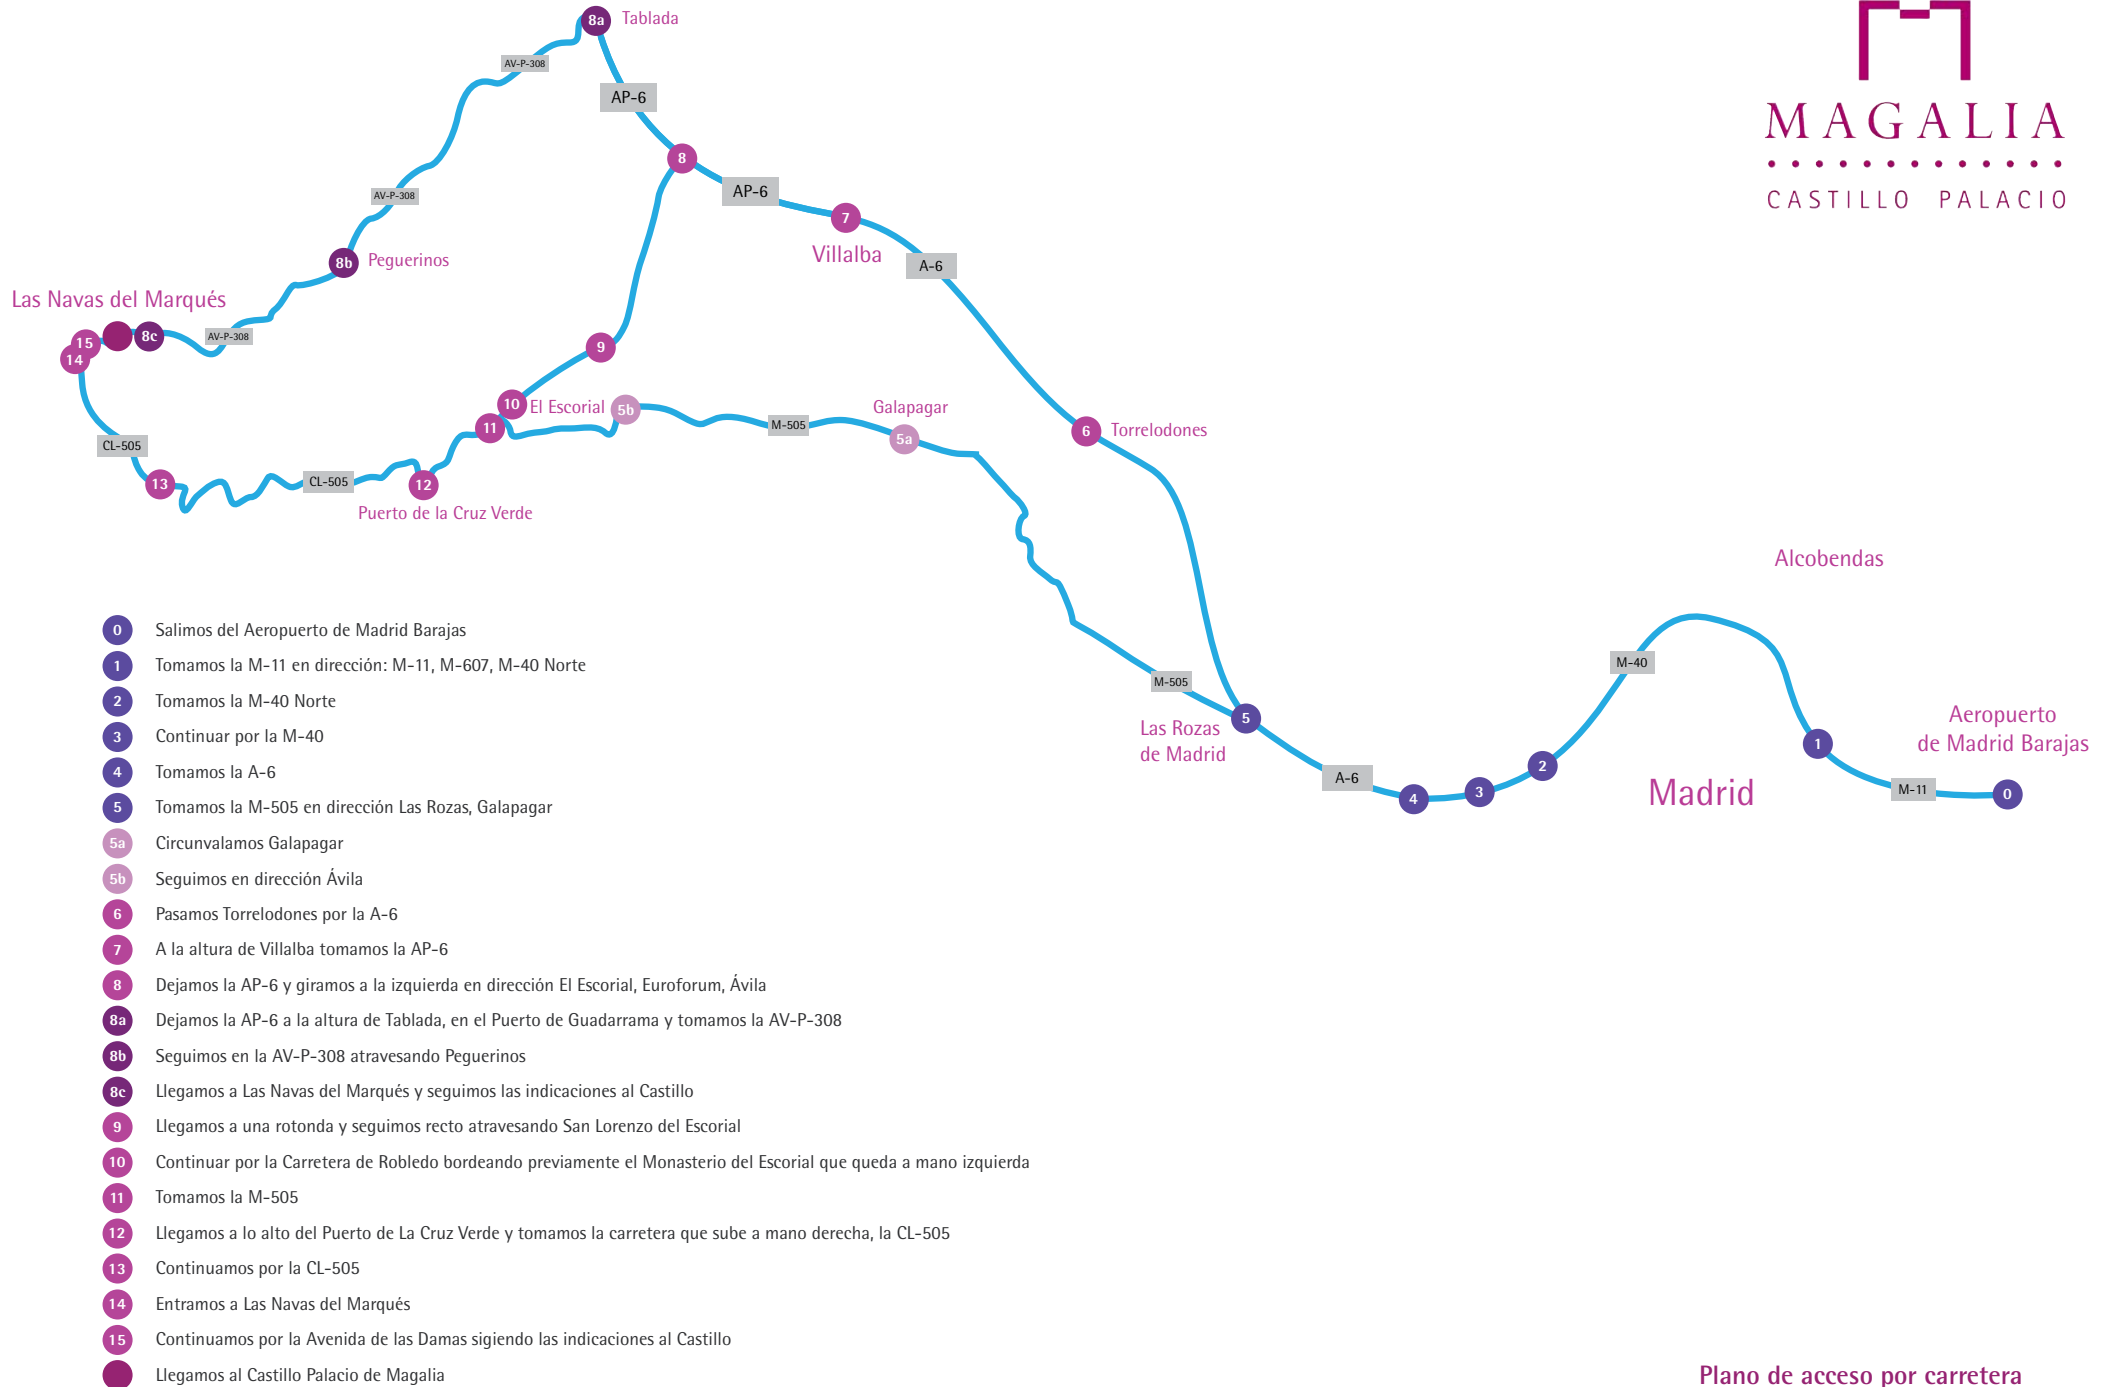 8a Tablada
AV-P-308
AP-6
MAGALIA
CASTILLO PALACIO
8
AP-6
AV-P-308
7
Villalba
A-6
8b Peguerinos
Las Navas del Marqués
15
8c
AV-P-308
14
9
10 El Escorial 5b
Galapagar
11
M-505
5a
6 Torrelodones
CL-505
13
CL-505
12
Puerto de la Cruz Verde
Alcobendas
M-40
M-505
Las Rozas
de Madrid
5
Aeropuerto
de Madrid Barajas
1
2
A-6
4
3
Madrid
M-11
0
0 Salimos del Aeropuerto de Madrid Barajas
1 Tomamos la M-11 en dirección: M-11, M-607, M-40 Norte
2 Tomamos la M-40 Norte
3 Continuar por la M-40
4 Tomamos la A-6
5 Tomamos la M-505 en dirección Las Rozas, Galapagar
5a Circunvalamos Galapagar
5b Seguimos en dirección Ávila
6 Pasamos Torrelodones por la A-6
7 A la altura de Villalba tomamos la AP-6
8 Dejamos la AP-6 y giramos a la izquierda en dirección El Escorial, Euroforum, Ávila
8a Dejamos la AP-6 a la altura de Tablada, en el Puerto de Guadarrama y tomamos la AV-P-308
8b Seguimos en la AV-P-308 atravesando Peguerinos
8c Llegamos a Las Navas del Marqués y seguimos las indicaciones al Castillo
9 Llegamos a una rotonda y seguimos recto atravesando San Lorenzo del Escorial
10 Continuar por la Carretera de Robledo bordeando previamente el Monasterio del Escorial que queda a mano izquierda
11 Tomamos la M-505
12 Llegamos a lo alto del Puerto de La Cruz Verde y tomamos la carretera que sube a mano derecha, la CL-505
13 Continuamos por la CL-505
14 Entramos a Las Navas del Marqués
15 Continuamos por la Avenida de las Damas sigiendo las indicaciones al Castillo
Llegamos al Castillo Palacio de Magalia
Plano de acceso por carretera